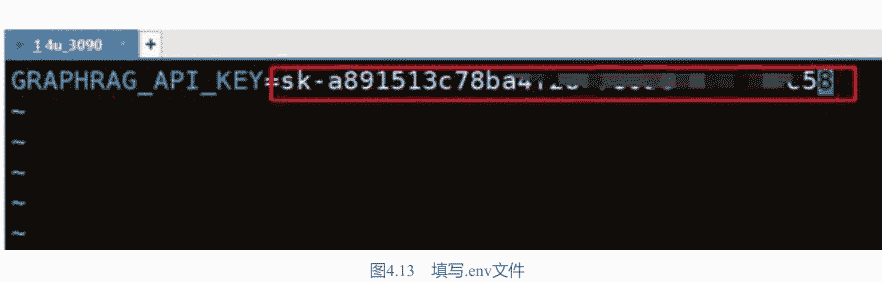 1 4u_3090 +
GRAPHRAG_API_KEY=sk-a891513c78ba4 c58
~
~
~
~
~
图4.13 填写.env文件